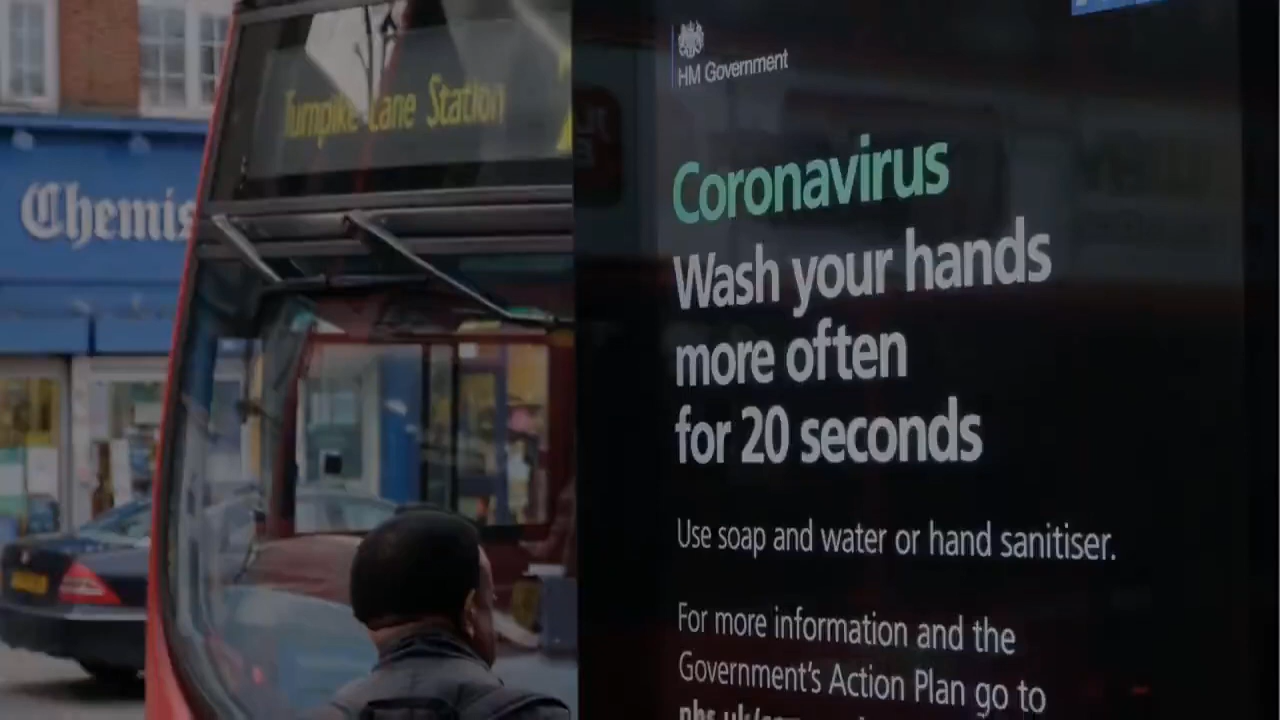 Turnpike Lane Station
Chemis
HM Government
Coronavirus
Wash your hands
more often
for 20 seconds
Use soap and water or hand sanitiser.
For more information and the
Government's Action Plan go to